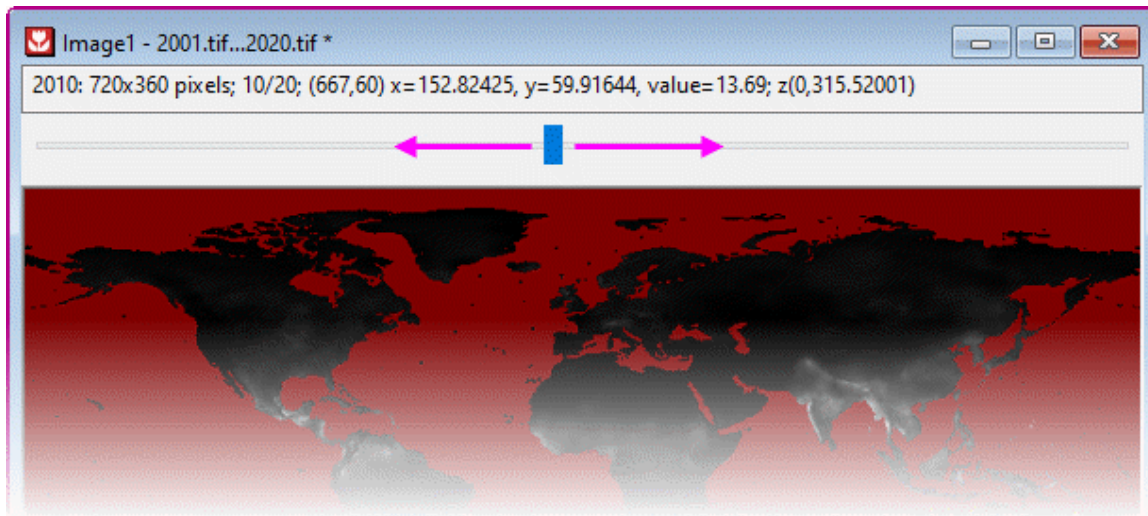 Image1 - 2001.tif...2020.tif *
2010: 720x360 pixels; 10/20; (667,60) x=152.82425, y=59.91644, value=13.69; z(0,315.52001)